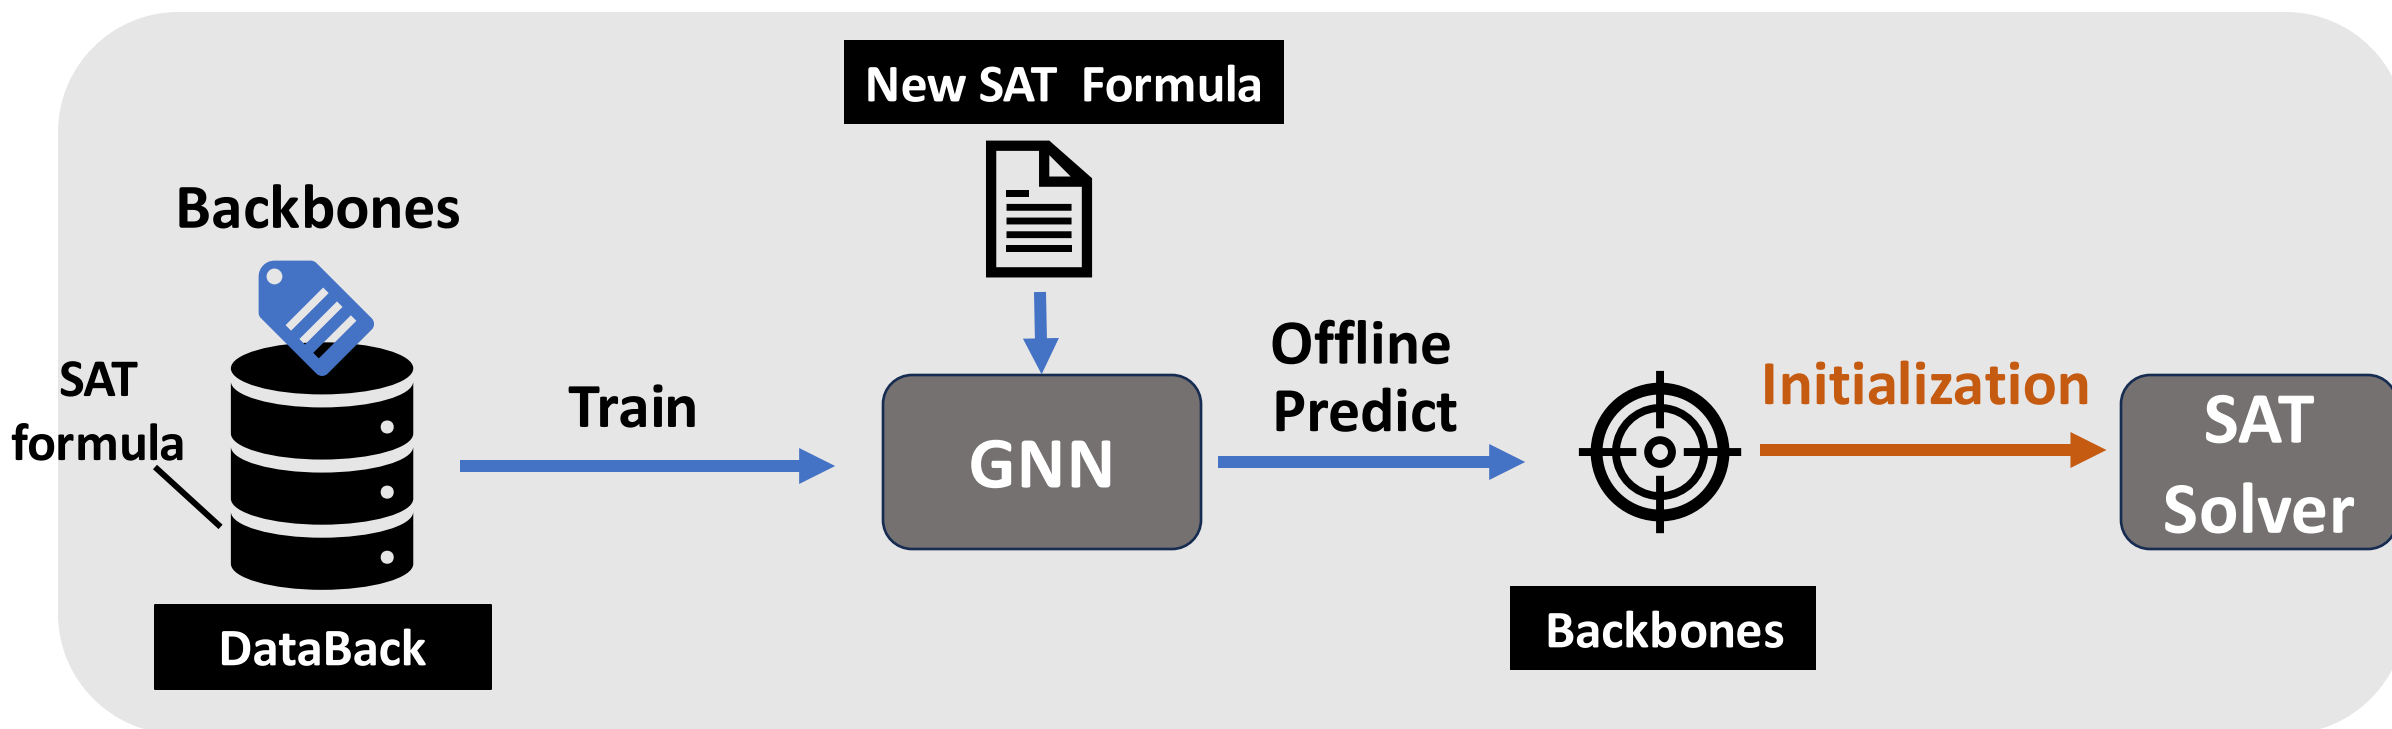 New SAT Formula
Backbones
SAT
formula
DataBack
Train
GNN
Offline
Predict
Backbones
Initialization
SAT
Solver